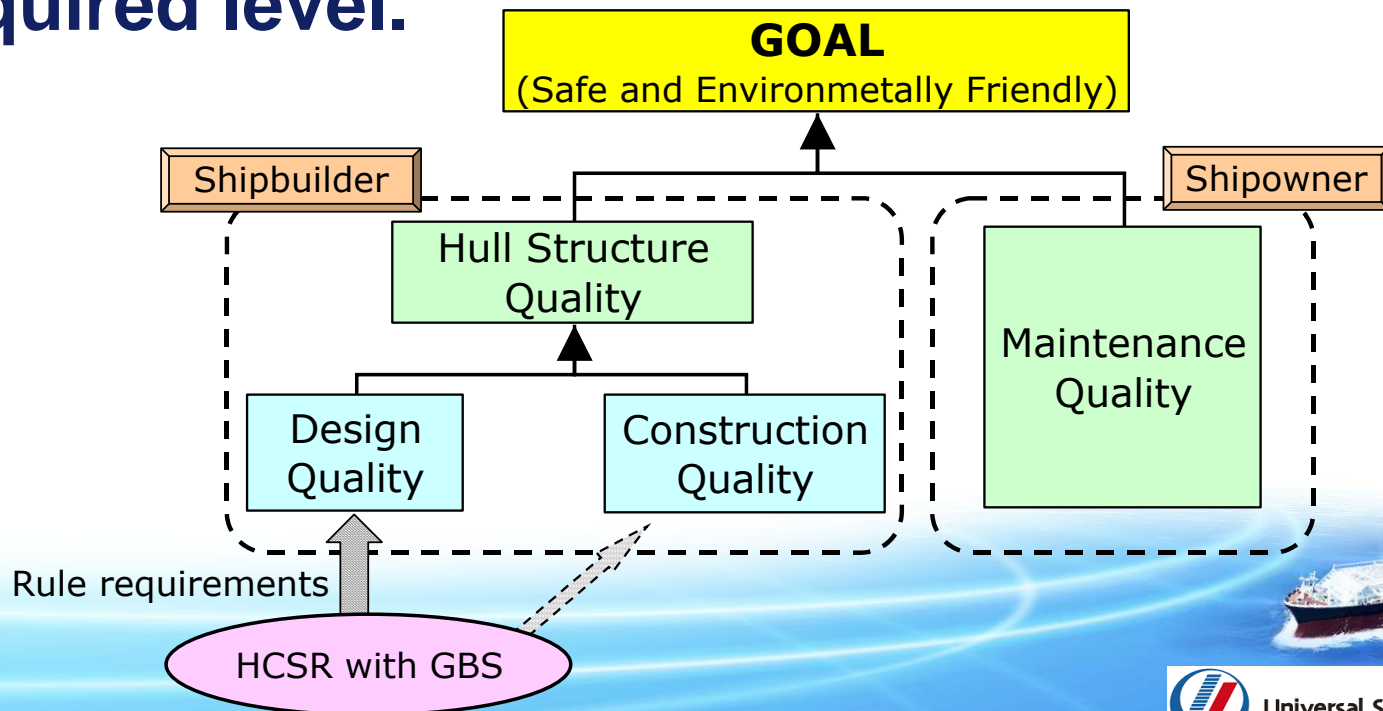 quired level.
GOAL
(Safe and Environmetally Friendly)
Shipbuilder
Shipowner
Hull Structure
Quality
Maintenance
Quality
Design
Quality
Construction
Quality
Rule requirements
HCSR with GBS
Universal S